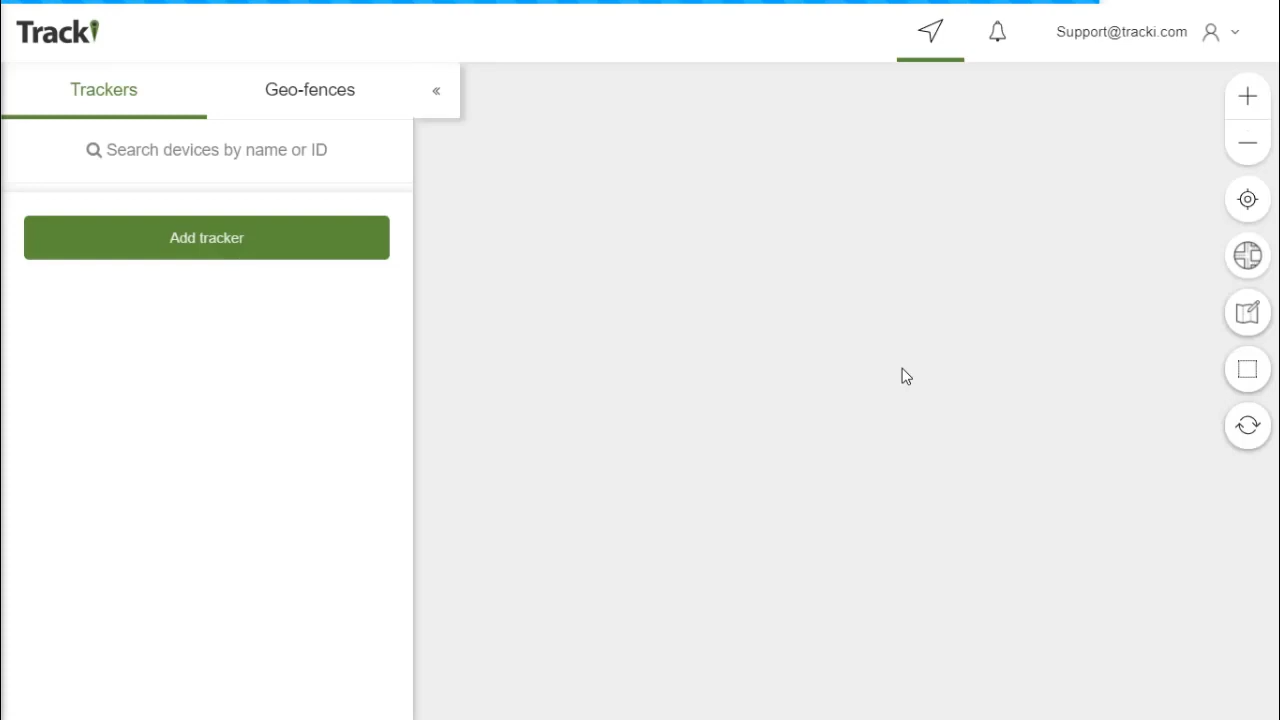 Tracki
Support@tracki.com
Trackers
Geo-fences
«
Search devices by name or ID
Add tracker